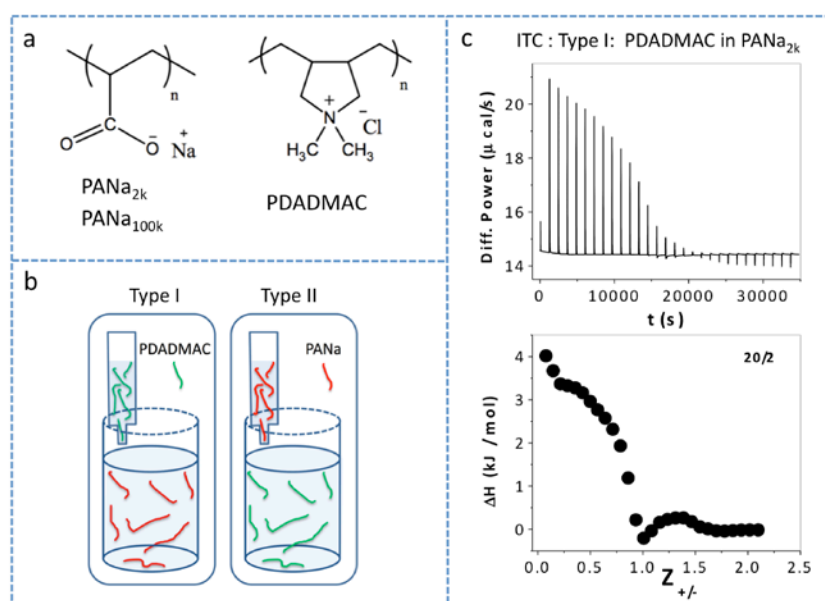 a
n
C
O
O
−
+
Na
PANa2k
PANa100k
n
+
N
−
Cl
H3C
CH3
PDADMAC
b
Type I
Type II
PDADMAC
PANa
c
ITC : Type I: PDADMAC in PANa2k
Diff. Power (µ cal/s)
20
18
16
14
0
10000
20000
30000
t (s)
20/2
ΔH (kJ / mol)
4
3
2
1
0
0.0
0.5
1.0
1.5
2.0
2.5
Z+/-